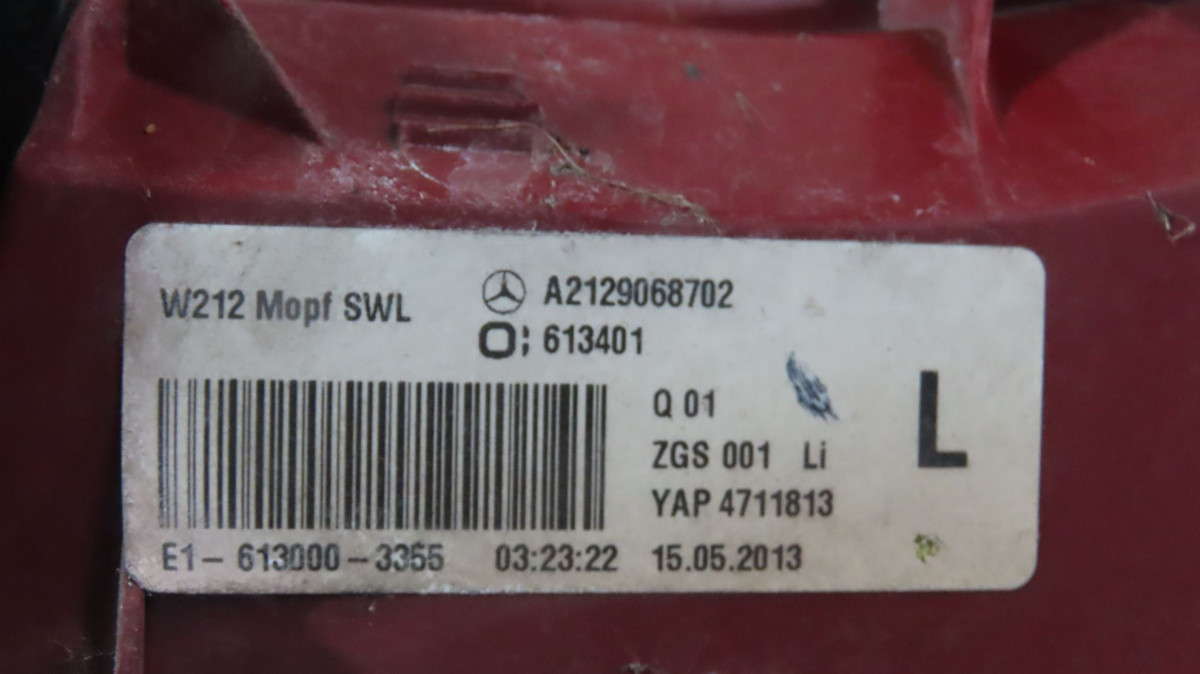 W212 Mopf SWL
A2129068702
O; 613401
Q 01
ZGS 001 Li
YAP 4711813
L
E1-613000-3355 03:23:22 15.05.2013